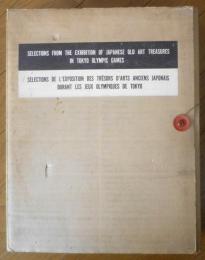 SELECTIONS FROM THE EXHIBITION OF JAPANESE OLD ART TREASURES
IN TOKYO OLYMPIC GAMES
SÉLECTIONS DE L'EXPOSITION DES TRÉSORS D'ARTS ANCIENS JAPONAIS
DURANT LES JEUX OLYMPIQUES DE TOKYO